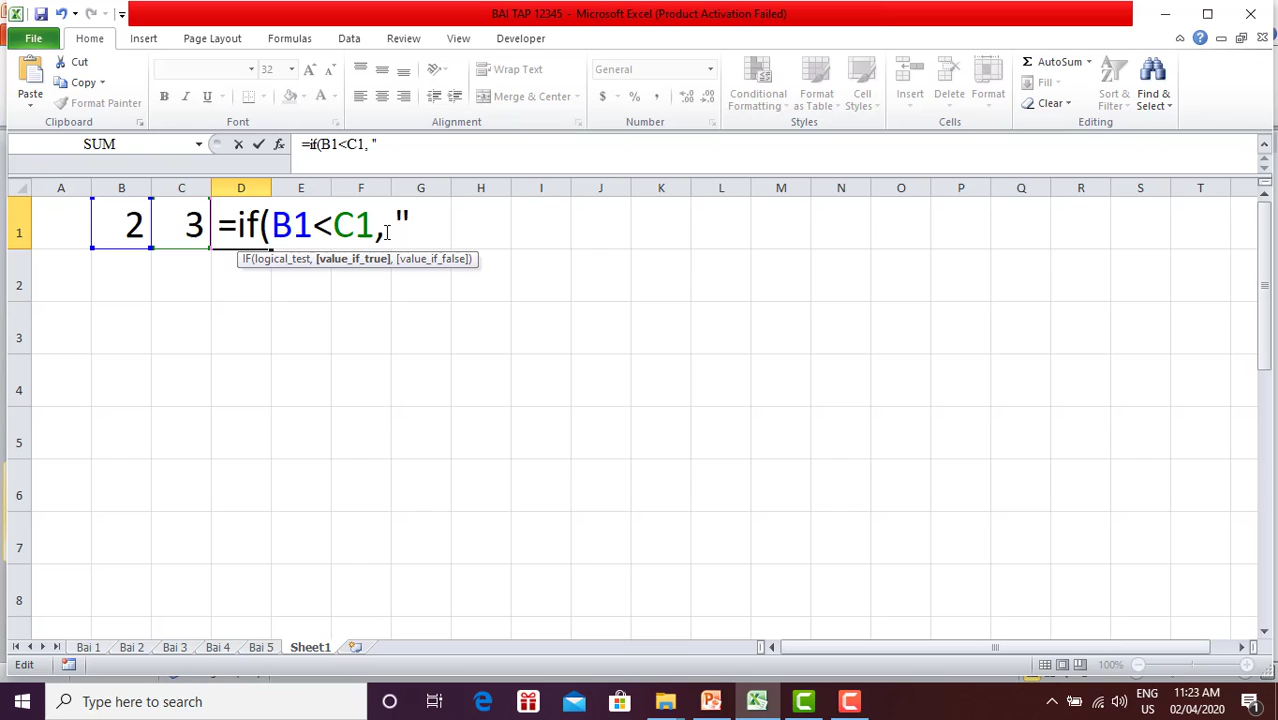 BAI TAP 12345 - Microsoft Excel (Product Activation Failed)
File Home Insert Page Layout Formulas Data Review View Developer
Paste
Cut
Copy
Format Painter
Clipboard
32 A A
B I U A
Font
Wrap Text
Merge & Center
Alignment
General
$ % ,
Number
Conditional Formatting
Format as Table
Cell Styles
Styles
Insert
Delete
Format
Cells
AutoSum
Fill
Clear
Sort & Filter
Find & Select
Editing
SUM fx =if(B1<C1, "
A B C D E F G H I J K L M N O P Q R S T
1 2 3 =if(B1<C1, "
IF(logical_test, [value_if_true], [value_if_false])
2
3
4
5
6
7
8
Bai 1 Bai 2 Bai 3 Bai 4 Bai 5 Sheet1
Edit 100%
Type here to search
ENG
US
11:23 AM
02/04/2020
1